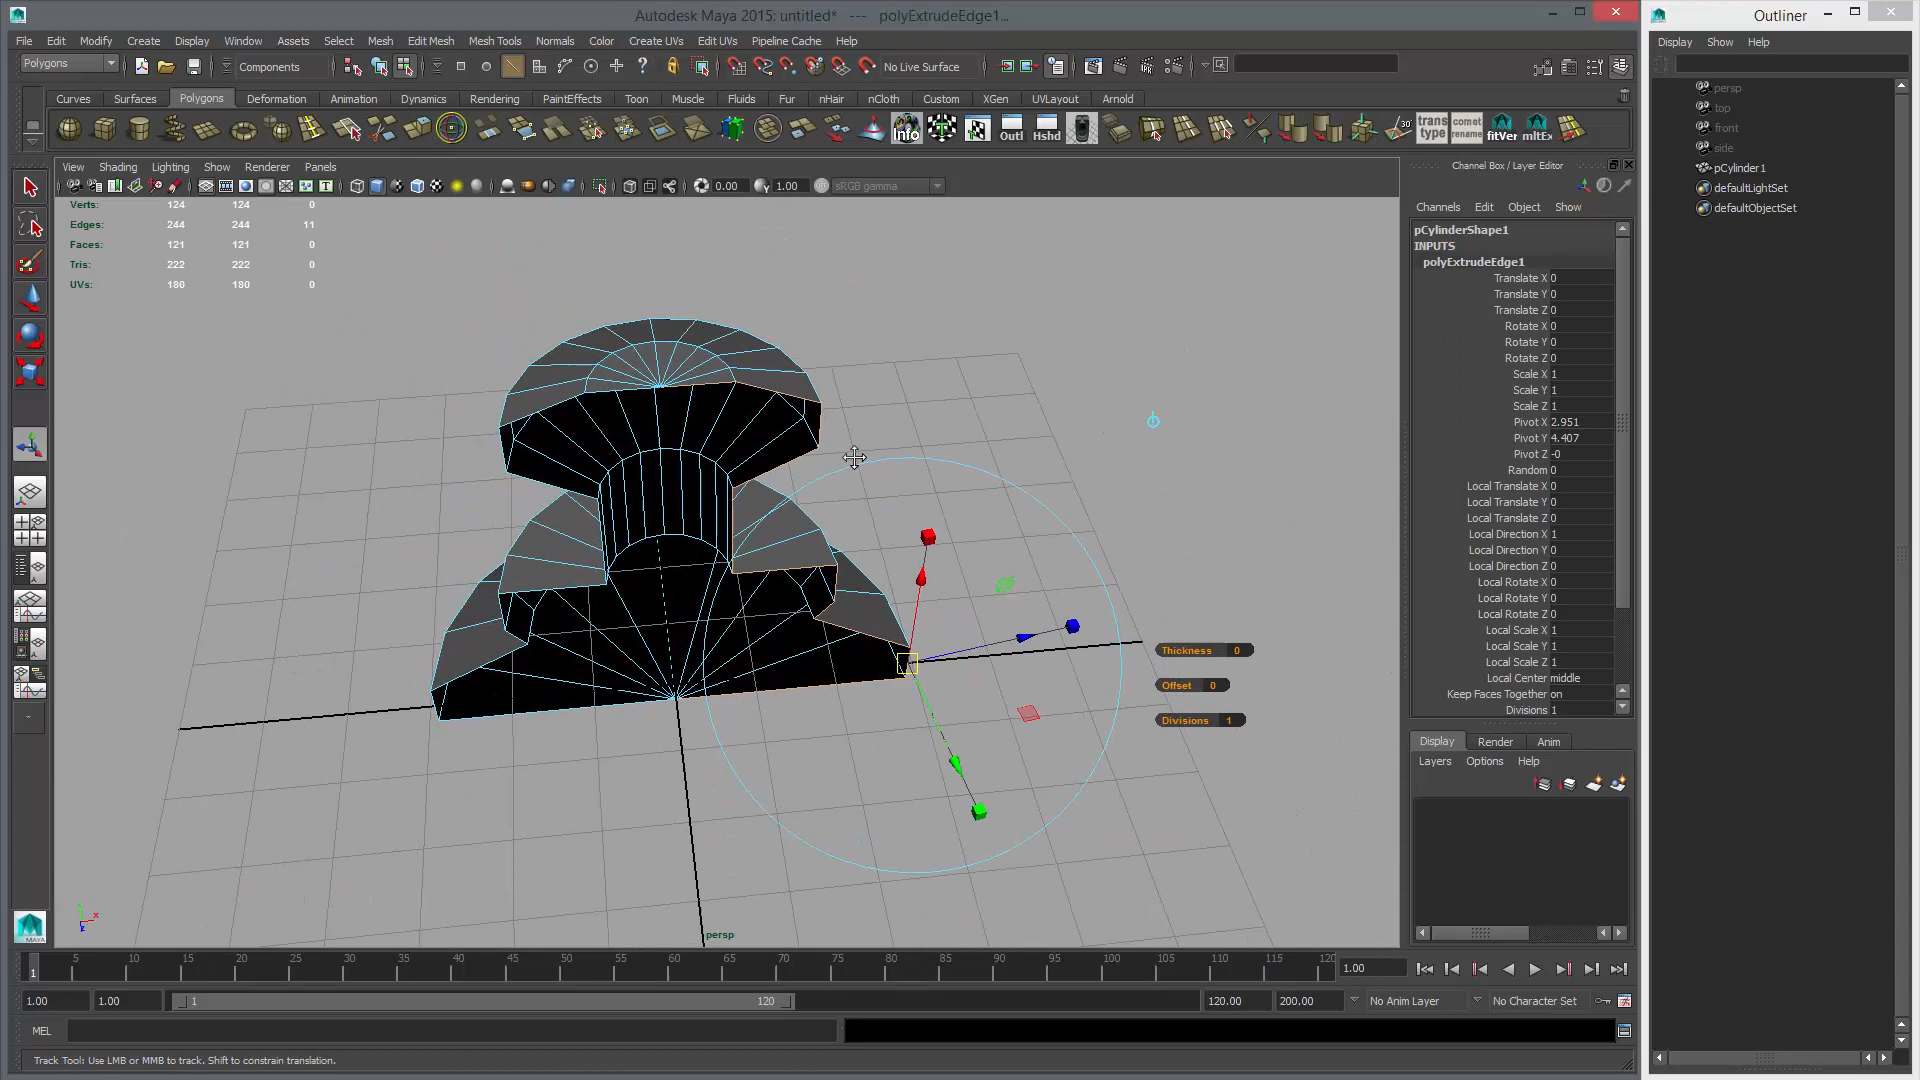 Autodesk Maya 2015: untitled* --- polyExtrudeEdge1...
Outliner
File Edit Modify Create Display Window Assets Select Mesh Edit Mesh Mesh Tools Normals Color Create UVs Edit UVs Pipeline Cache Help
Display Show Help
Polygons
Components
No Live Surface
Curves Surfaces Polygons Deformation Animation Dynamics Rendering PaintEffects Toon Muscle Fluids Fur nHair nCloth Custom XGen UVLayout Arnold
Info Outl Hshd 30° trans type comet rename fitVer mltEx
View Shading Lighting Show Renderer Panels
0.00 1.00 sRGB gamma
Verts: 124 124 0
Edges: 244 244 11
Faces: 121 121 0
Tris: 222 222 0
UVs: 180 180 0
Thickness 0
Offset 0
Divisions 1
persp
Channel Box / Layer Editor
Channels Edit Object Show
pCylinderShape1
INPUTS
polyExtrudeEdge1
Translate X 0
Translate Y 0
Translate Z 0
Rotate X 0
Rotate Y 0
Rotate Z 0
Scale X 1
Scale Y 1
Scale Z 1
Pivot X 2.951
Pivot Y 4.407
Pivot Z -0
Random 0
Local Translate X 0
Local Translate Y 0
Local Translate Z 0
Local Direction X 1
Local Direction Y 0
Local Direction Z 0
Local Rotate X 0
Local Rotate Y 0
Local Rotate Z 0
Local Scale X 1
Local Scale Y 1
Local Scale Z 1
Local Center middle
Keep Faces Together on
Divisions 1
Display Render Anim
Layers Options Help
persp
top
front
side
pCylinder1
defaultLightSet
defaultObjectSet
MAYA
1 5 10 15 20 25 30 35 40 45 50 55 60 65 70 75 80 85 90 95 100 105 110 115 120
1.00
1.00 1.00 1 120 120.00 200.00 No Anim Layer No Character Set
MEL
Track Tool: Use LMB or MMB to track. Shift to constrain translation.